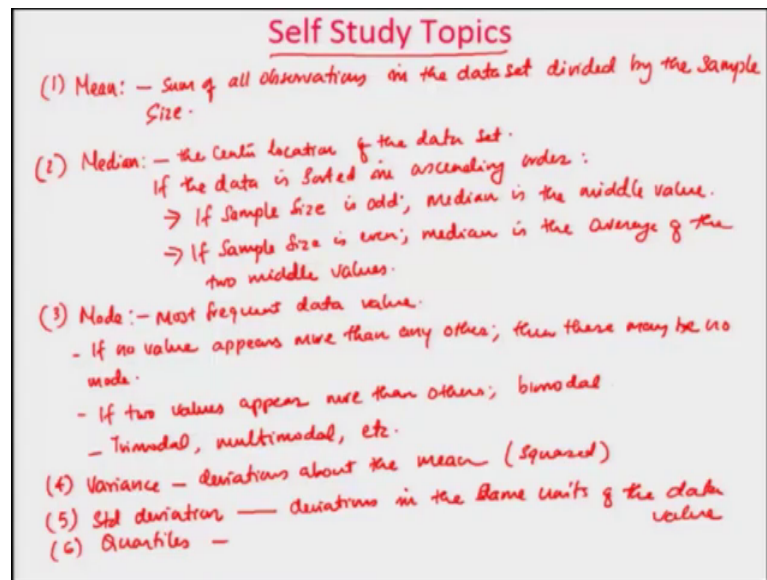 Self Study Topics
(1) Mean: - Sum of all observations in the data set divided by the Sample
Size.
(2) Median: - the Central location of the data set.
If the data is sorted in ascending order:
→ If Sample Size is odd; median is the middle value.
→ If Sample Size is even; median is the average of the
two middle values.
(3) Mode: - Most frequent data value.
- If no value appears more than any other; then there may be no
mode.
- If two values appear more than others; bimodal
- Trimodal, multimodal, etc.
(4) Variance - deviations about the mean (squared)
(5) Std deviation — deviations in the same units of the data
value
(6) Quartiles -